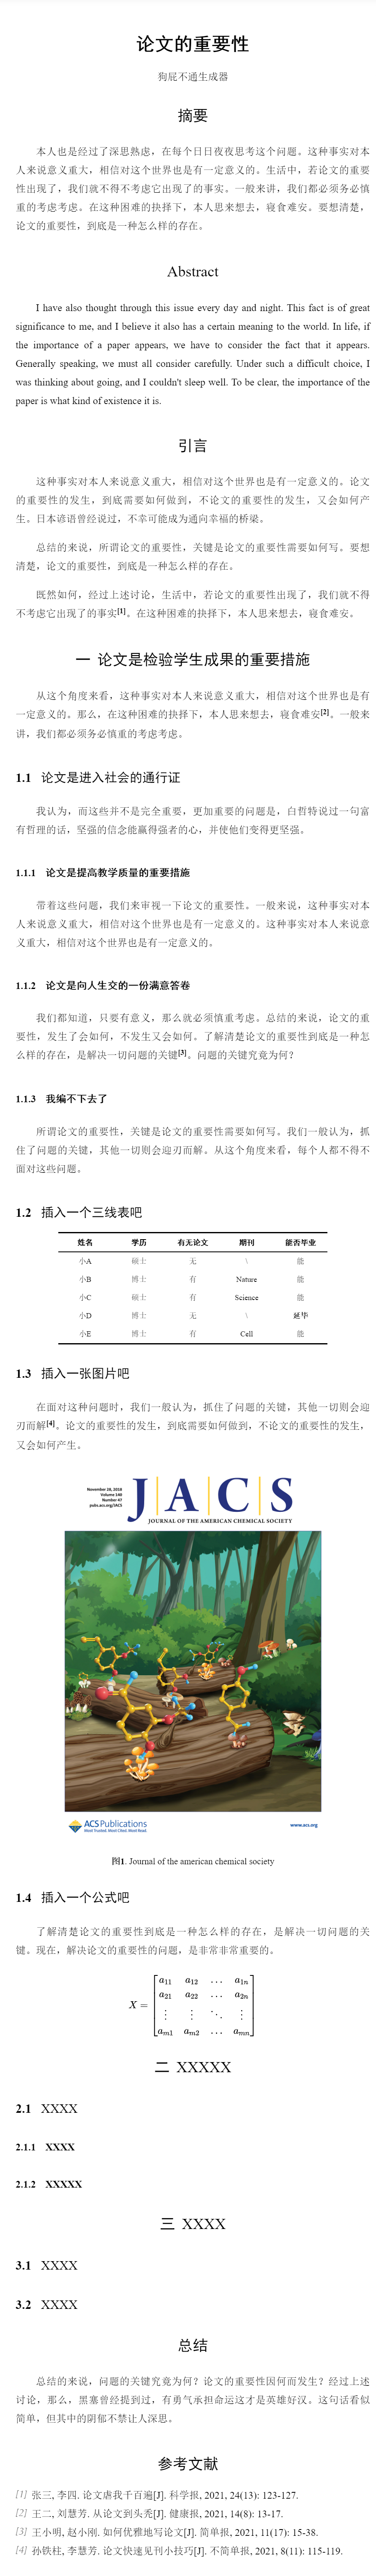 论文的重要性
狗屁不通生成器
摘要
本人也是经过了深思熟虑，在每个日日夜夜思考这个问题。这种事实对本
人来说意义重大，相信对这个世界也是有一定意义的。生活中，若论文的重要
性出现了，我们就不得不考虑它出现了的事实。一般来讲，我们都必须务必慎
重的考虑考虑。在这种困难的抉择下，本人思来想去，寝食难安。要想清楚，
论文的重要性，到底是一种怎么样的存在。
Abstract
I have also thought through this issue every day and night. This fact is of great
significance to me, and I believe it also has a certain meaning to the world. In life, if
the importance of a paper appears, we have to consider the fact that it appears.
Generally speaking, we must all consider carefully. Under such a difficult choice, I
was thinking about going, and I couldn't sleep well. To be clear, the importance of the
paper is what kind of existence it is.
引言
这种事实对本人来说意义重大，相信对这个世界也是有一定意义的。论文
的重要性的发生，到底需要如何做到，不论文的重要性的发生，又会如何产
生。日本谚语曾经说过，不幸可能成为通向幸福的桥梁。
总结的来说，所谓论文的重要性，关键是论文的重要性需要如何写。要想
清楚，论文的重要性，到底是一种怎么样的存在。
既然如何，经过上述讨论，生活中，若论文的重要性出现了，我们就不得
不考虑它出现了的事实[1]。在这种困难的抉择下，本人思来想去，寝食难安。
一 论文是检验学生成果的重要措施
从这个角度来看，这种事实对本人来说意义重大，相信对这个世界也是有
一定意义的。那么，在这种困难的抉择下，本人思来想去，寝食难安[2]。一般来
讲，我们都必须务必慎重的考虑考虑。
1.1 论文是进入社会的通行证
我认为，而这些并不是完全重要，更加重要的问题是，白哲特说过一句富
有哲理的话，坚强的信念能赢得强者的心，并使他们变得更坚强。
1.1.1 论文是提高教学质量的重要措施
带着这些问题，我们来审视一下论文的重要性。一般来说，这种事实对本
人来说意义重大，相信对这个世界也是有一定意义的。这种事实对本人来说意
义重大，相信对这个世界也是有一定意义的。
1.1.2 论文是向人生交的一份满意答卷
我们都知道，只要有意义，那么就必须慎重考虑。总结的来说，论文的重
要性，发生了会如何，不发生又会如何。了解清楚论文的重要性到底是一种怎
么样的存在，是解决一切问题的关键[3]。问题的关键究竟为何？
1.1.3 我编不下去了
所谓论文的重要性，关键是论文的重要性需要如何写。我们一般认为，抓
住了问题的关键，其他一切则会迎刃而解。从这个角度来看，每个人都不得不
面对这些问题。
1.2 插入一个三线表吧
姓名 学历 有无论文 期刊 能否毕业
小A 硕士 无 \ 能
小B 博士 有 Nature 能
小C 硕士 有 Science 能
小D 博士 无 \ 延毕
小E 博士 有 Cell 能
1.3 插入一张图片吧
在面对这种问题时，我们一般认为，抓住了问题的关键，其他一切则会迎
刃而解[4]。论文的重要性的发生，到底需要如何做到，不论文的重要性的发生，
又会如何产生。
November 28, 2018
Volume 140
Number 47
pubs.acs.org/JACS
JACS
JOURNAL OF THE AMERICAN CHEMICAL SOCIETY
ACS Publications
Most Trusted. Most Cited. Most Read.
www.acs.org
图1. Journal of the american chemical society
1.4 插入一个公式吧
了解清楚论文的重要性到底是一种怎么样的存在，是解决一切问题的关
键。现在，解决论文的重要性的问题，是非常非常重要的。
a11 a12 … a1n
a21 a22 … a2n
X = ⋮ ⋮ ⋱ ⋮
am1 am2 … amn
二 XXXXX
2.1 XXXX
2.1.1 XXXX
2.1.2 XXXXX
三 XXXX
3.1 XXXX
3.2 XXXX
总结
总结的来说，问题的关键究竟为何？论文的重要性因何而发生？经过上述
讨论，那么，黑塞曾经提到过，有勇气承担命运这才是英雄好汉。这句话看似
简单，但其中的阴郁不禁让人深思。
参考文献
[1] 张三, 李四. 论文虐我千百遍[J]. 科学报, 2021, 24(13): 123-127.
[2] 王二, 刘慧芳. 从论文到头秃[J]. 健康报, 2021, 14(8): 13-17.
[3] 王小明, 赵小刚. 如何优雅地写论文[J]. 简单报, 2021, 11(17): 15-38.
[4] 孙铁柱, 李慧芳. 论文快速见刊小技巧[J]. 不简单报, 2021, 8(11): 115-119.